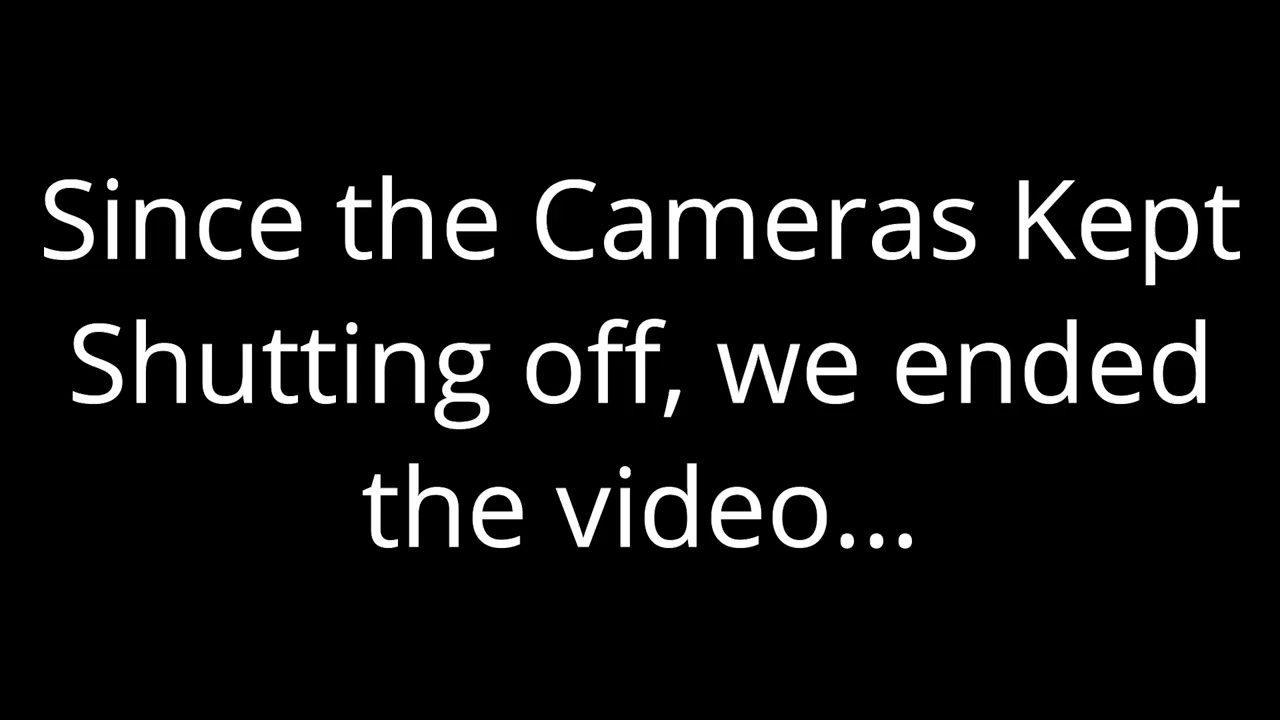 Since the Cameras Kept
Shutting off, we ended
the video...